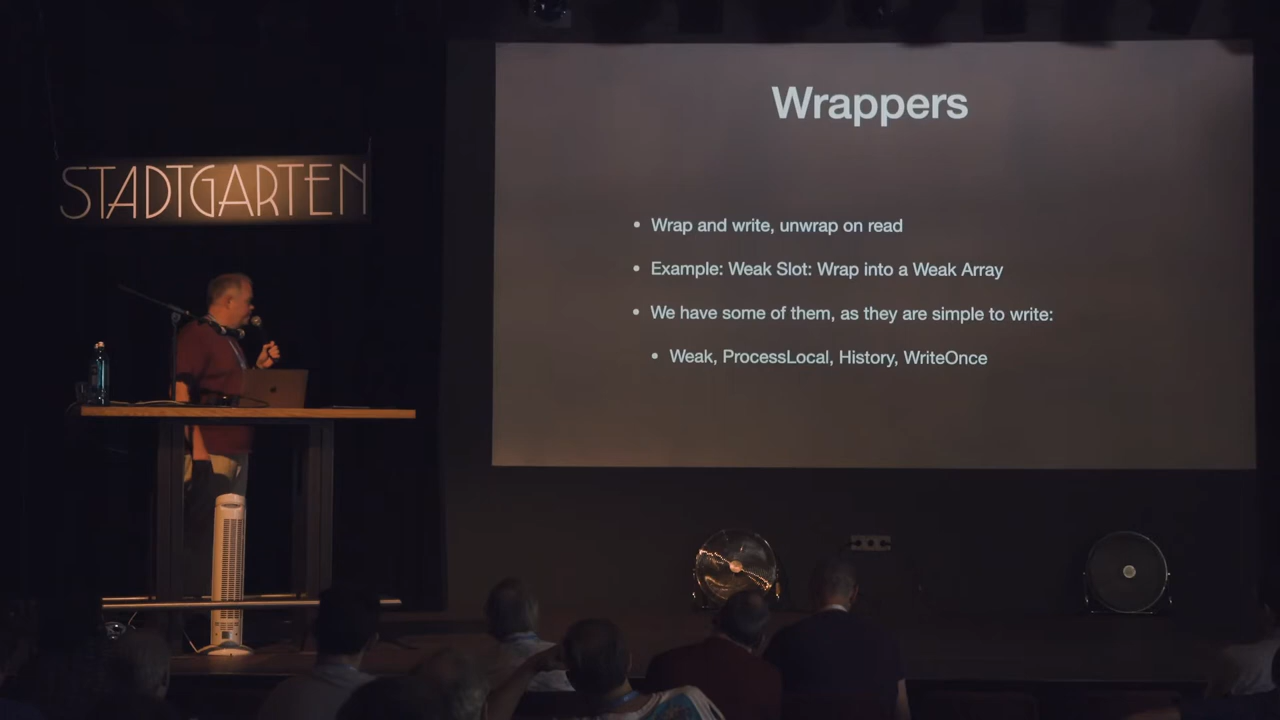 STADTGARTEN
Wrappers
• Wrap and write, unwrap on read
• Example: Weak Slot: Wrap into a Weak Array
• We have some of them, as they are simple to write:
• Weak, ProcessLocal, History, WriteOnce